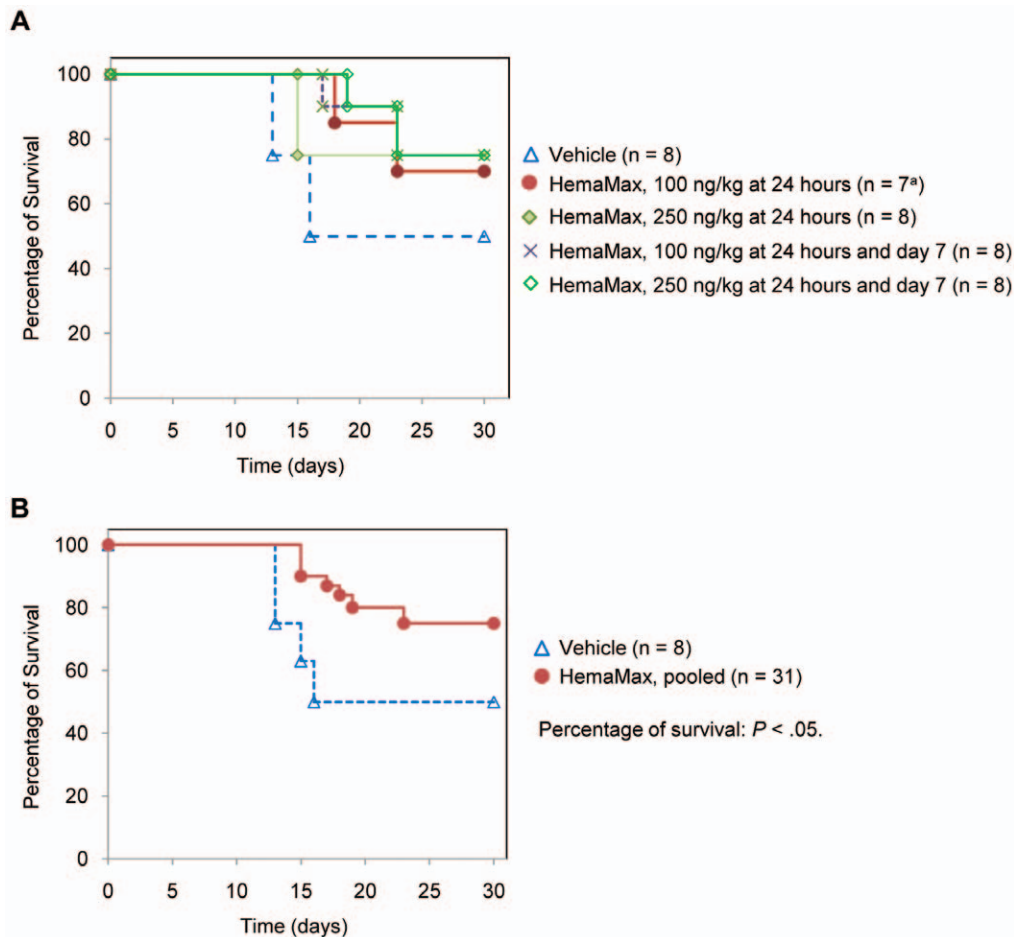 A
Percentage of Survival
100
80
60
40
20
0
0 5 10 15 20 25 30
Time (days)
Vehicle (n = 8)
HemaMax, 100 ng/kg at 24 hours (n = 7ᵃ)
HemaMax, 250 ng/kg at 24 hours (n = 8)
HemaMax, 100 ng/kg at 24 hours and day 7 (n = 8)
HemaMax, 250 ng/kg at 24 hours and day 7 (n = 8)
B
Percentage of Survival
100
80
60
40
20
0
0 5 10 15 20 25 30
Time (days)
Vehicle (n = 8)
HemaMax, pooled (n = 31)
Percentage of survival: P < .05.